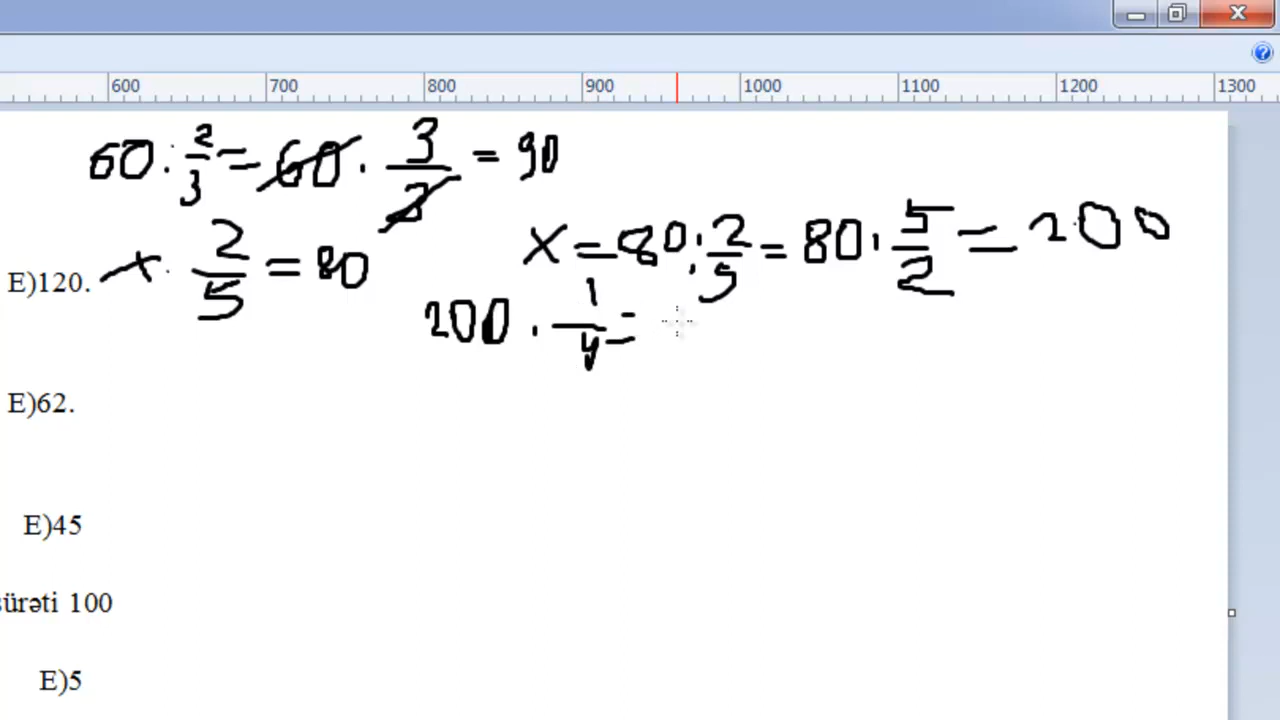 600 700 800 900 1000 1100 1200 1300
60 : 2/3 = 60 · 3/2 = 90
x · 2/5 = 80 x = 80 : 2/5 = 80 · 5/2 = 200
E)120.
200 · 1/4 =
E)62.
E)45
sürəti 100
E)5